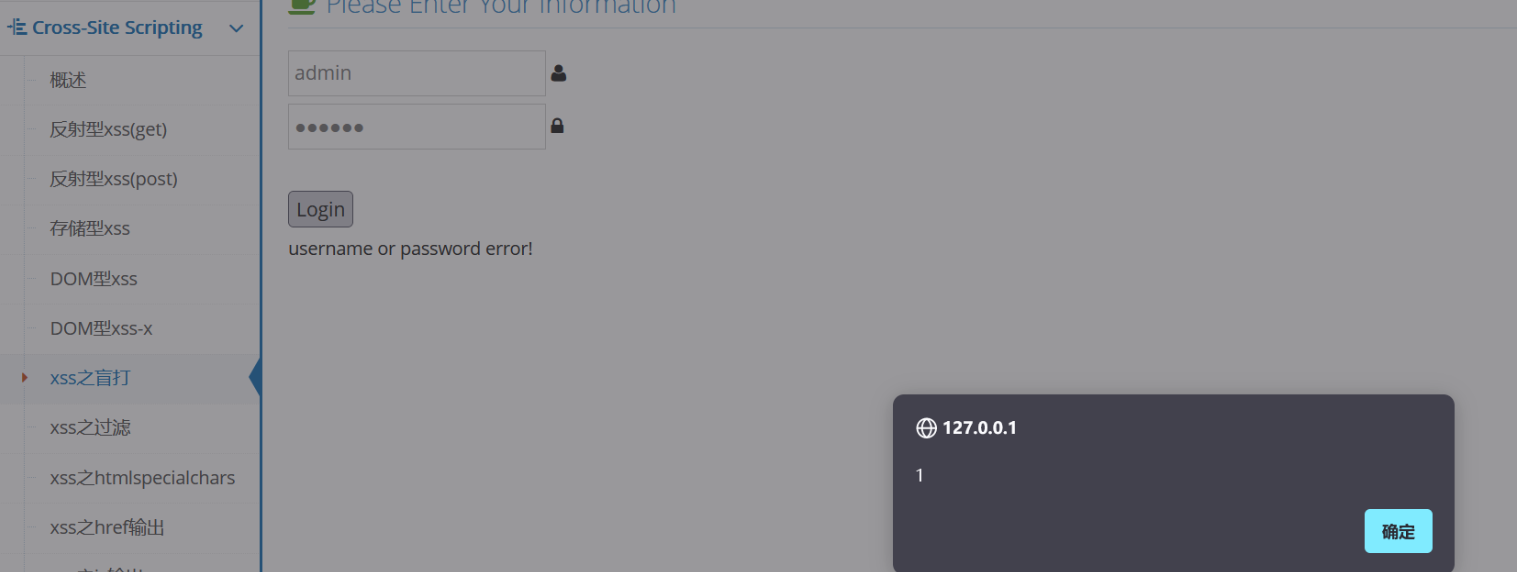 Please Enter Your Information
Cross-Site Scripting
概述
反射型xss(get)
反射型xss(post)
存储型xss
DOM型xss
DOM型xss-x
xss之盲打
xss之过滤
xss之htmlspecialchars
xss之href输出
admin
●●●●●●
Login
username or password error!
127.0.0.1
1
确定